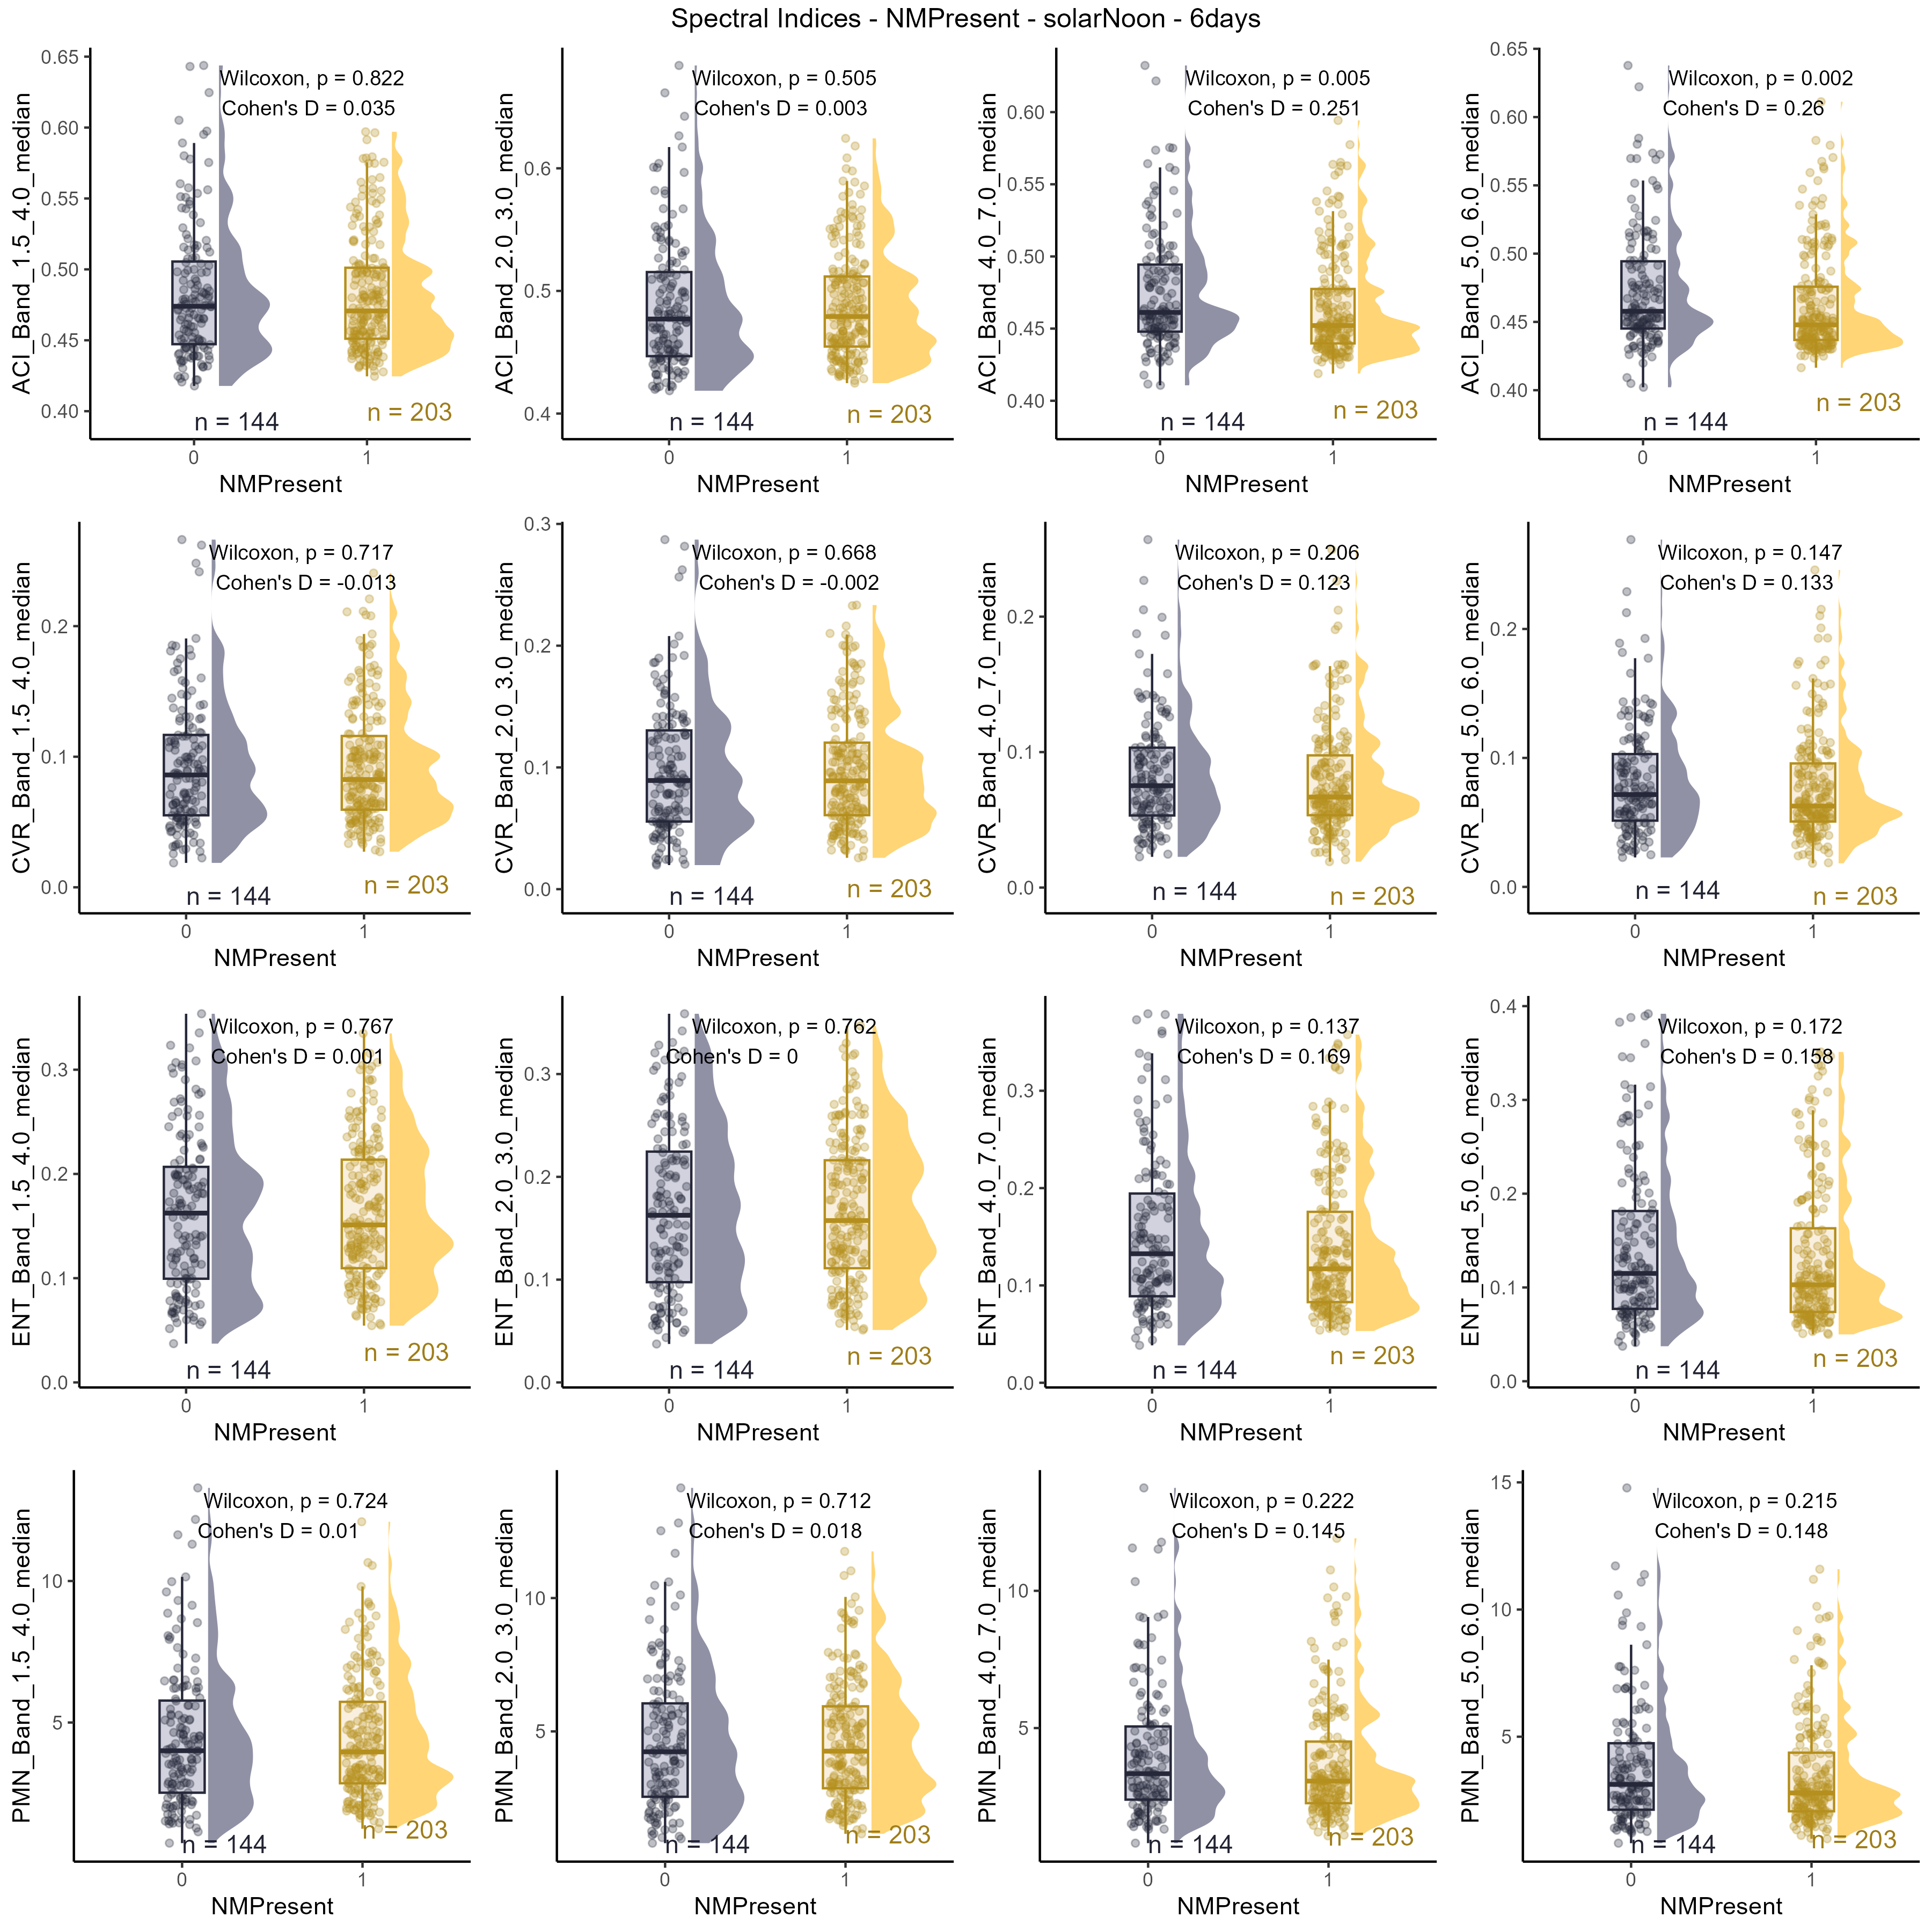 Spectral Indices - NMPresent - solarNoon - 6days
ACI_Band_1.5_4.0_median
0.65
0.60
0.55
0.50
0.45
0.40
Wilcoxon, p = 0.822
Cohen's D = 0.035
n = 144
n = 203
0
1
NMPresent
ACI_Band_2.0_3.0_median
0.6
0.5
0.4
Wilcoxon, p = 0.505
Cohen's D = 0.003
n = 144
n = 203
0
1
NMPresent
ACI_Band_4.0_7.0_median
0.60
0.55
0.50
0.45
0.40
Wilcoxon, p = 0.005
Cohen's D = 0.251
n = 144
n = 203
0
1
NMPresent
ACI_Band_5.0_6.0_median
0.65
0.60
0.55
0.50
0.45
0.40
Wilcoxon, p = 0.002
Cohen's D = 0.26
n = 144
n = 203
0
1
NMPresent
CVR_Band_1.5_4.0_median
0.2
0.1
0.0
Wilcoxon, p = 0.717
Cohen's D = -0.013
n = 144
n = 203
0
1
NMPresent
CVR_Band_2.0_3.0_median
0.3
0.2
0.1
0.0
Wilcoxon, p = 0.668
Cohen's D = -0.002
n = 144
n = 203
0
1
NMPresent
CVR_Band_4.0_7.0_median
0.2
0.1
0.0
Wilcoxon, p = 0.206
Cohen's D = 0.123
n = 144
n = 203
0
1
NMPresent
CVR_Band_5.0_6.0_median
0.2
0.1
0.0
Wilcoxon, p = 0.147
Cohen's D = 0.133
n = 144
n = 203
0
1
NMPresent
ENT_Band_1.5_4.0_median
0.3
0.2
0.1
0.0
Wilcoxon, p = 0.767
Cohen's D = 0.001
n = 144
n = 203
0
1
NMPresent
ENT_Band_2.0_3.0_median
0.3
0.2
0.1
0.0
Wilcoxon, p = 0.762
Cohen's D = 0
n = 144
n = 203
0
1
NMPresent
ENT_Band_4.0_7.0_median
0.3
0.2
0.1
0.0
Wilcoxon, p = 0.137
Cohen's D = 0.169
n = 144
n = 203
0
1
NMPresent
ENT_Band_5.0_6.0_median
0.4
0.3
0.2
0.1
0.0
Wilcoxon, p = 0.172
Cohen's D = 0.158
n = 144
n = 203
0
1
NMPresent
PMN_Band_1.5_4.0_median
10
5
Wilcoxon, p = 0.724
Cohen's D = 0.01
n = 144
n = 203
0
1
NMPresent
PMN_Band_2.0_3.0_median
10
5
Wilcoxon, p = 0.712
Cohen's D = 0.018
n = 144
n = 203
0
1
NMPresent
PMN_Band_4.0_7.0_median
10
5
Wilcoxon, p = 0.222
Cohen's D = 0.145
n = 144
n = 203
0
1
NMPresent
PMN_Band_5.0_6.0_median
15
10
5
Wilcoxon, p = 0.215
Cohen's D = 0.148
n = 144
n = 203
0
1
NMPresent